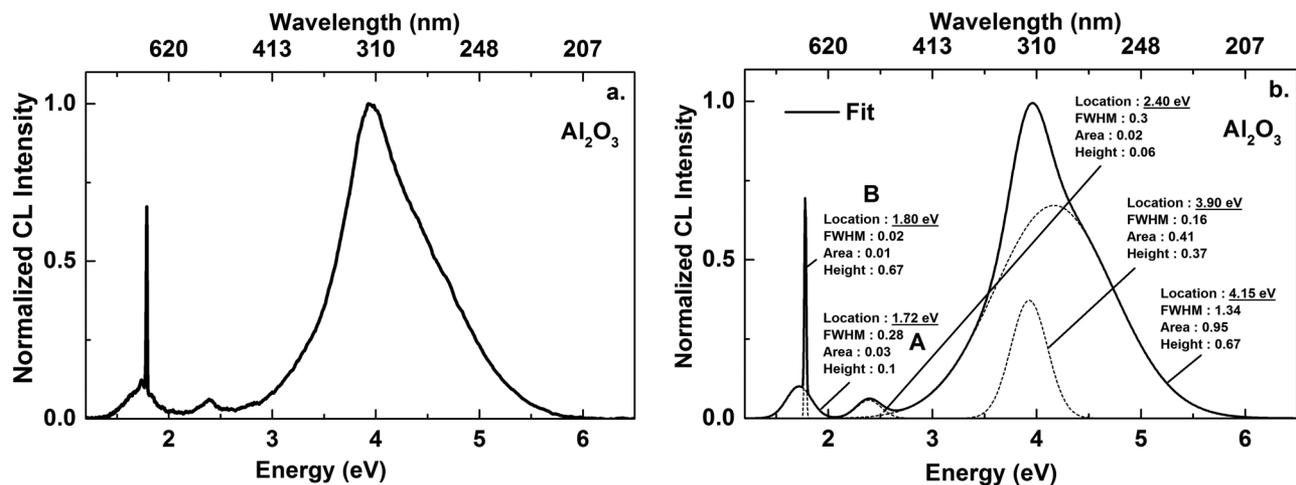 Wavelength (nm)
620 413 310 248 207
a.
Al₂O₃
1.0
0.5
0.0
Normalized CL Intensity
2 3 4 5 6
Energy (eV)
Wavelength (nm)
620 413 310 248 207
b.
Al₂O₃
Fit
1.0
0.5
0.0
Normalized CL Intensity
Location : 2.40 eV
FWHM : 0.3
Area : 0.02
Height : 0.06
B
Location : 1.80 eV
FWHM : 0.02
Area : 0.01
Height : 0.67
Location : 3.90 eV
FWHM : 0.16
Area : 0.41
Height : 0.37
Location : 1.72 eV
FWHM : 0.28
Area : 0.03
Height : 0.1
A
Location : 4.15 eV
FWHM : 1.34
Area : 0.95
Height : 0.67
2 3 4 5 6
Energy (eV)